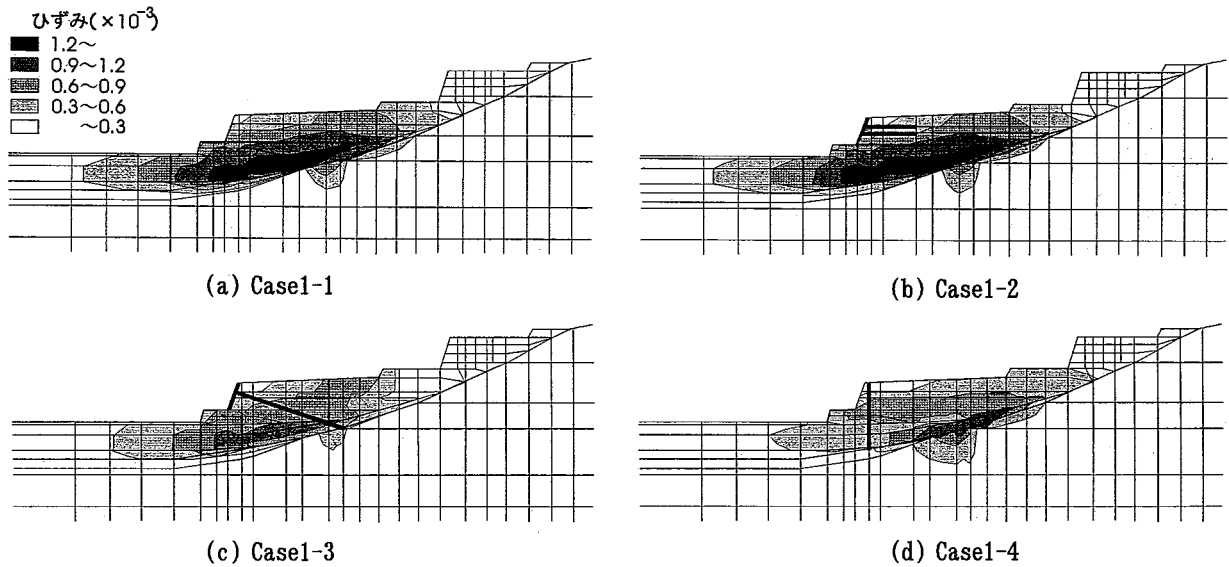 ひずみ(×10⁻³)
1.2〜
0.9〜1.2
0.6〜0.9
0.3〜0.6
〜0.3
(a) Case1-1
(b) Case1-2
(c) Case1-3
(d) Case1-4